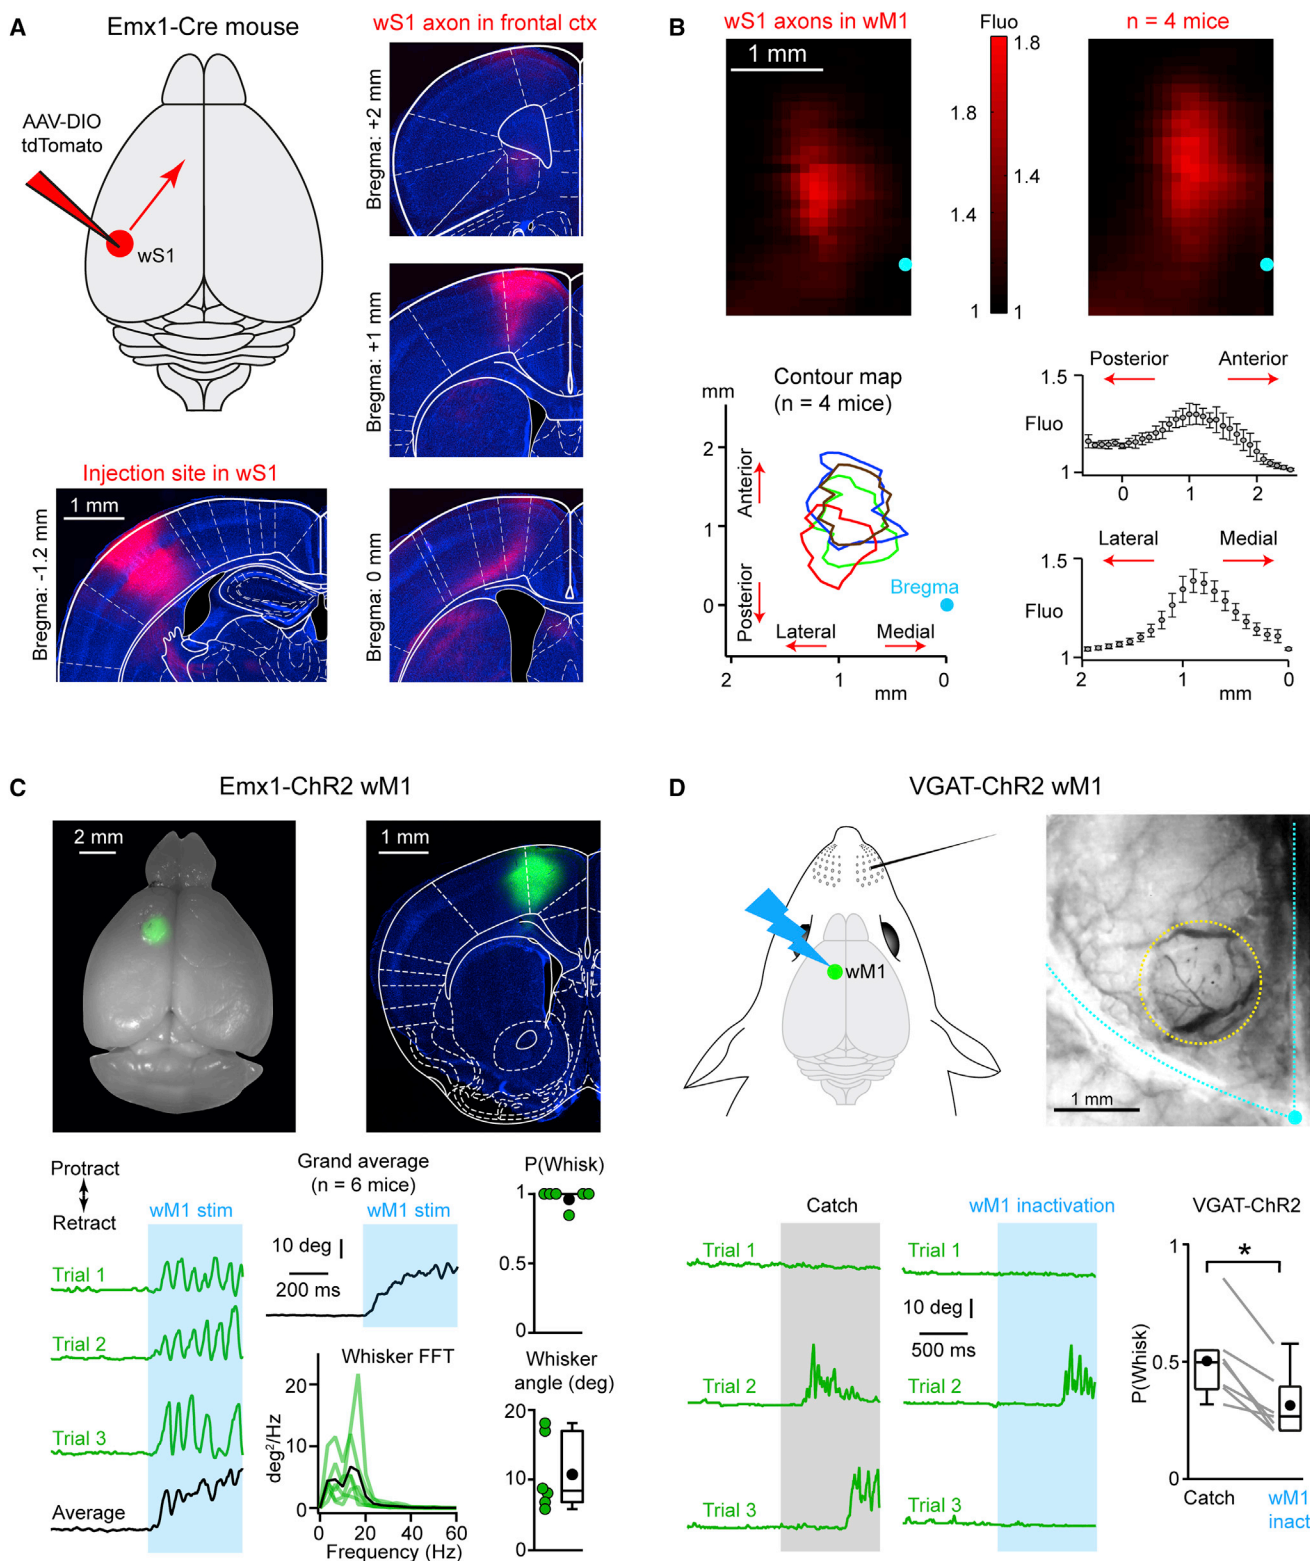 A
Emx1-Cre mouse
wS1 axon in frontal ctx
AAV-DIO
tdTomato
wS1
Bregma: +2 mm
Bregma: +1 mm
Injection site in wS1
1 mm
Bregma: -1.2 mm
Bregma: 0 mm
B
wS1 axons in wM1
Fluo
n = 4 mice
1 mm
1.8
1.8
1.4
1.4
1
1
mm
Contour map
(n = 4 mice)
2
Anterior
1
Bregma
Posterior
0
Lateral
Medial
2
1
0
mm
1.5
Posterior
Anterior
Fluo
1
0
1
2
1.5
Lateral
Medial
Fluo
1
2
1
0
mm
C
Emx1-ChR2 wM1
2 mm
1 mm
Protract
Retract
wM1 stim
Trial 1
Trial 2
Trial 3
Average
Grand average
(n = 6 mice)
wM1 stim
10 deg
200 ms
P(Whisk)
1
0.5
0
Whisker FFT
20
10
0
deg²/Hz
0
20
40
60
Frequency (Hz)
Whisker
angle (deg)
20
10
0
D
VGAT-ChR2 wM1
wM1
1 mm
Catch
wM1 inactivation
VGAT-ChR2
Trial 1
Trial 1
10 deg
500 ms
Trial 2
Trial 2
Trial 3
Trial 3
1
*
P(Whisk)
0.5
0
Catch
wM1
inact